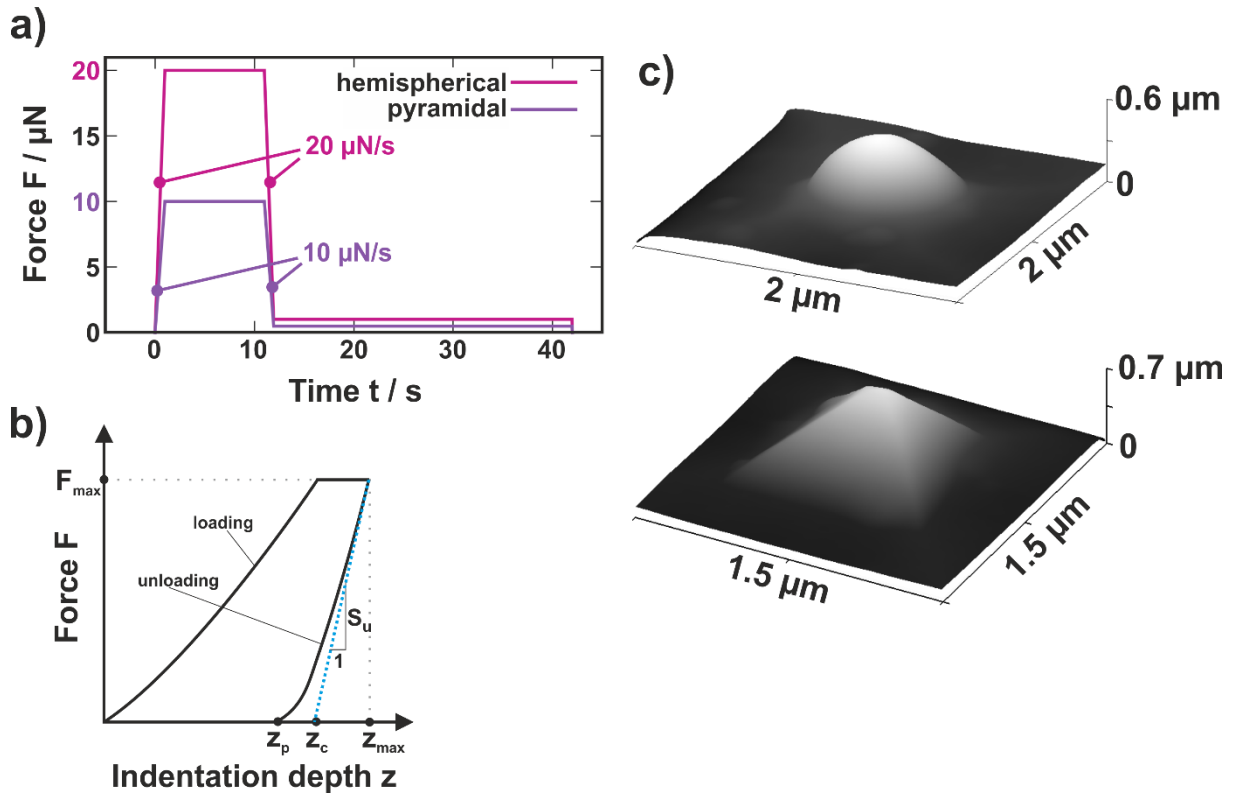 a)
Force F / µN
20
15
10
5
0
hemispherical
pyramidal
20 µN/s
10 µN/s
0
10
20
30
40
Time t / s
b)
Force F
Fmax
loading
unloading
Su
1
zp
zc
zmax
Indentation depth z
c)
0.6 µm
0
2 µm
2 µm
0.7 µm
0
1.5 µm
1.5 µm